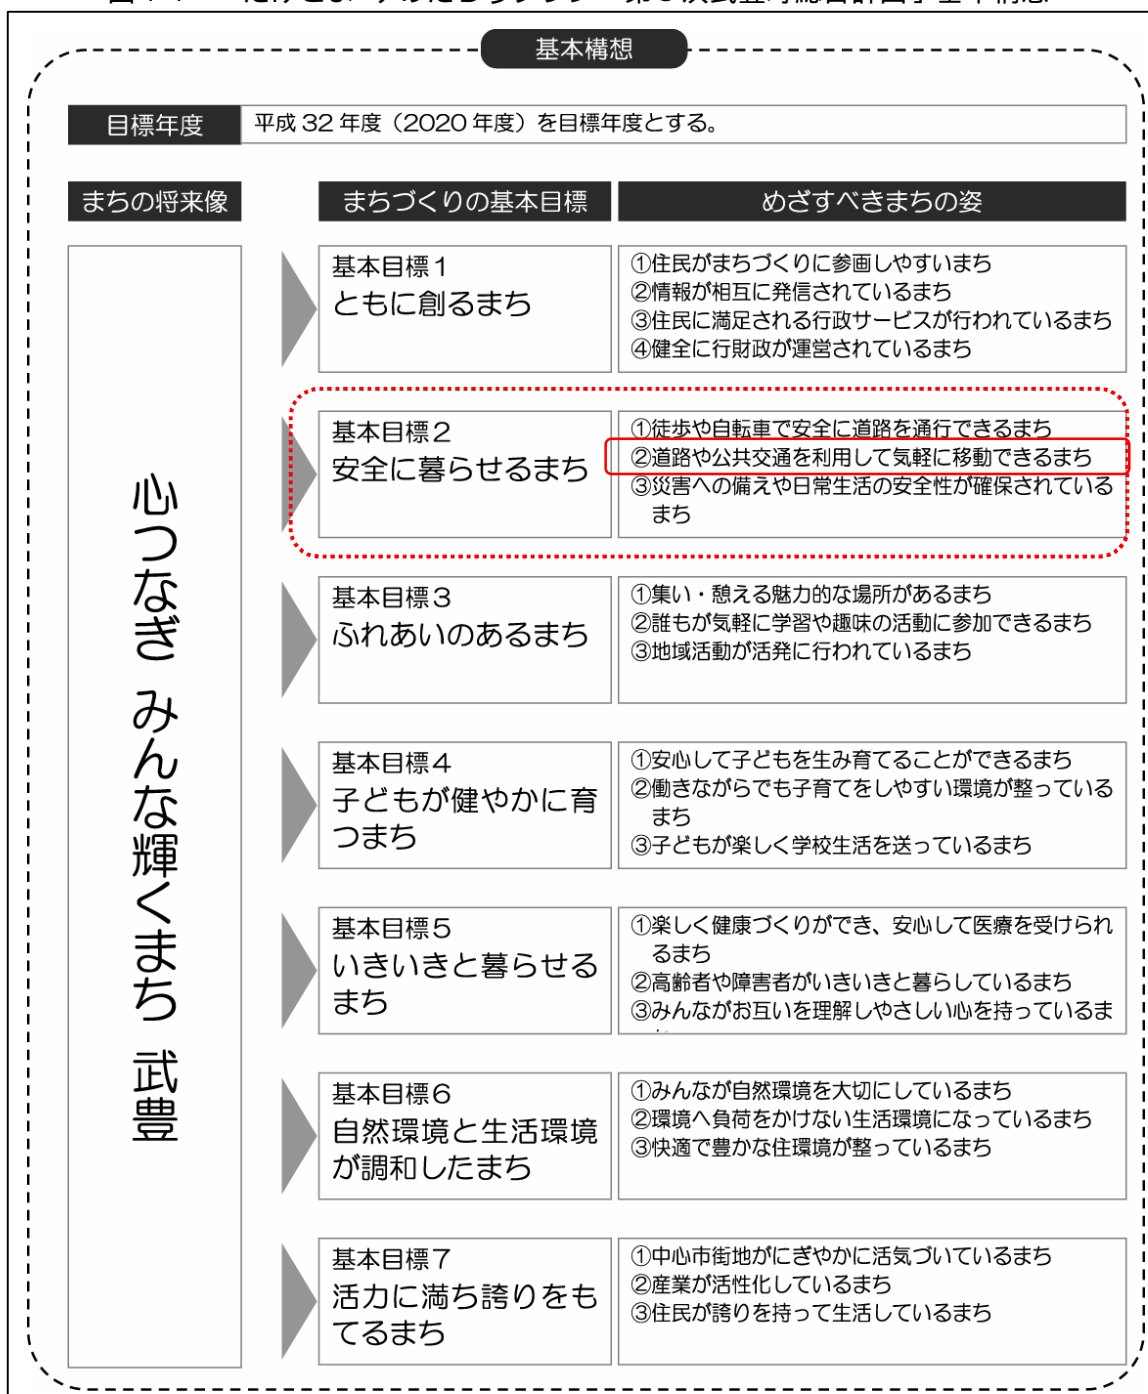 基本構想
目標年度
平成32年度（2020年度）を目標年度とする。
まちの将来像
まちづくりの基本目標
めざすべきまちの姿
心つなぎ みんな輝くまち 武豊
基本目標1
ともに創るまち
①住民がまちづくりに参画しやすいまち
②情報が相互に発信されているまち
③住民に満足される行政サービスが行われているまち
④健全に行財政が運営されているまち
基本目標2
安全に暮らせるまち
①徒歩や自転車で安全に道路を通行できるまち
②道路や公共交通を利用して気軽に移動できるまち
③災害への備えや日常生活の安全性が確保されている
まち
基本目標3
ふれあいのあるまち
①集い・憩える魅力的な場所があるまち
②誰もが気軽に学習や趣味の活動に参加できるまち
③地域活動が活発に行われているまち
基本目標4
子どもが健やかに育
つまち
①安心して子どもを生み育てることができるまち
②働きながらでも子育てをしやすい環境が整っている
まち
③子どもが楽しく学校生活を送っているまち
基本目標5
いきいきと暮らせる
まち
①楽しく健康づくりができ、安心して医療を受けられ
るまち
②高齢者や障害者がいきいきと暮らしているまち
③みんながお互いを理解しやさしい心を持っているま
基本目標6
自然環境と生活環境
が調和したまち
①みんなが自然環境を大切にしているまち
②環境へ負荷をかけない生活環境になっているまち
③快適で豊かな住環境が整っているまち
基本目標7
活力に満ち誇りをも
てるまち
①中心市街地がにぎやかに活気づいているまち
②産業が活性化しているまち
③住民が誇りを持って生活しているまち